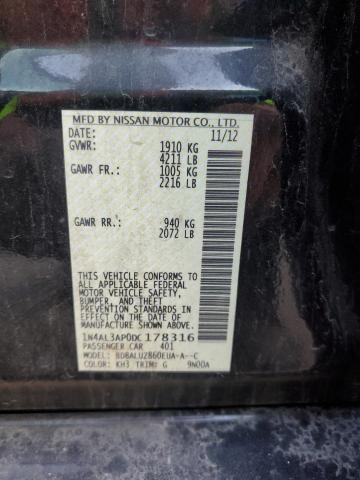 MFD BY NISSAN MOTOR CO., LTD.
DATE: 11/12
GVWR: 1910 KG
4211 LB
GAWR FR.: 1005 KG
2216 LB
GAWR RR.: 940 KG
2072 LB
THIS VEHICLE CONFORMS TO
ALL APPLICABLE FEDERAL
MOTOR VEHICLE SAFETY,
BUMPER, AND THEFT
PREVENTION STANDARDS
IN EFFECT ON THE DATE OF
MANUFACTURE SHOWN ABOVE.
1N4AL3AP0DC178316
PASSENGER CAR 401
MODEL: BDBALUZ860EUA-A--C
COLOR: KH3 TRIM: G 9N00A